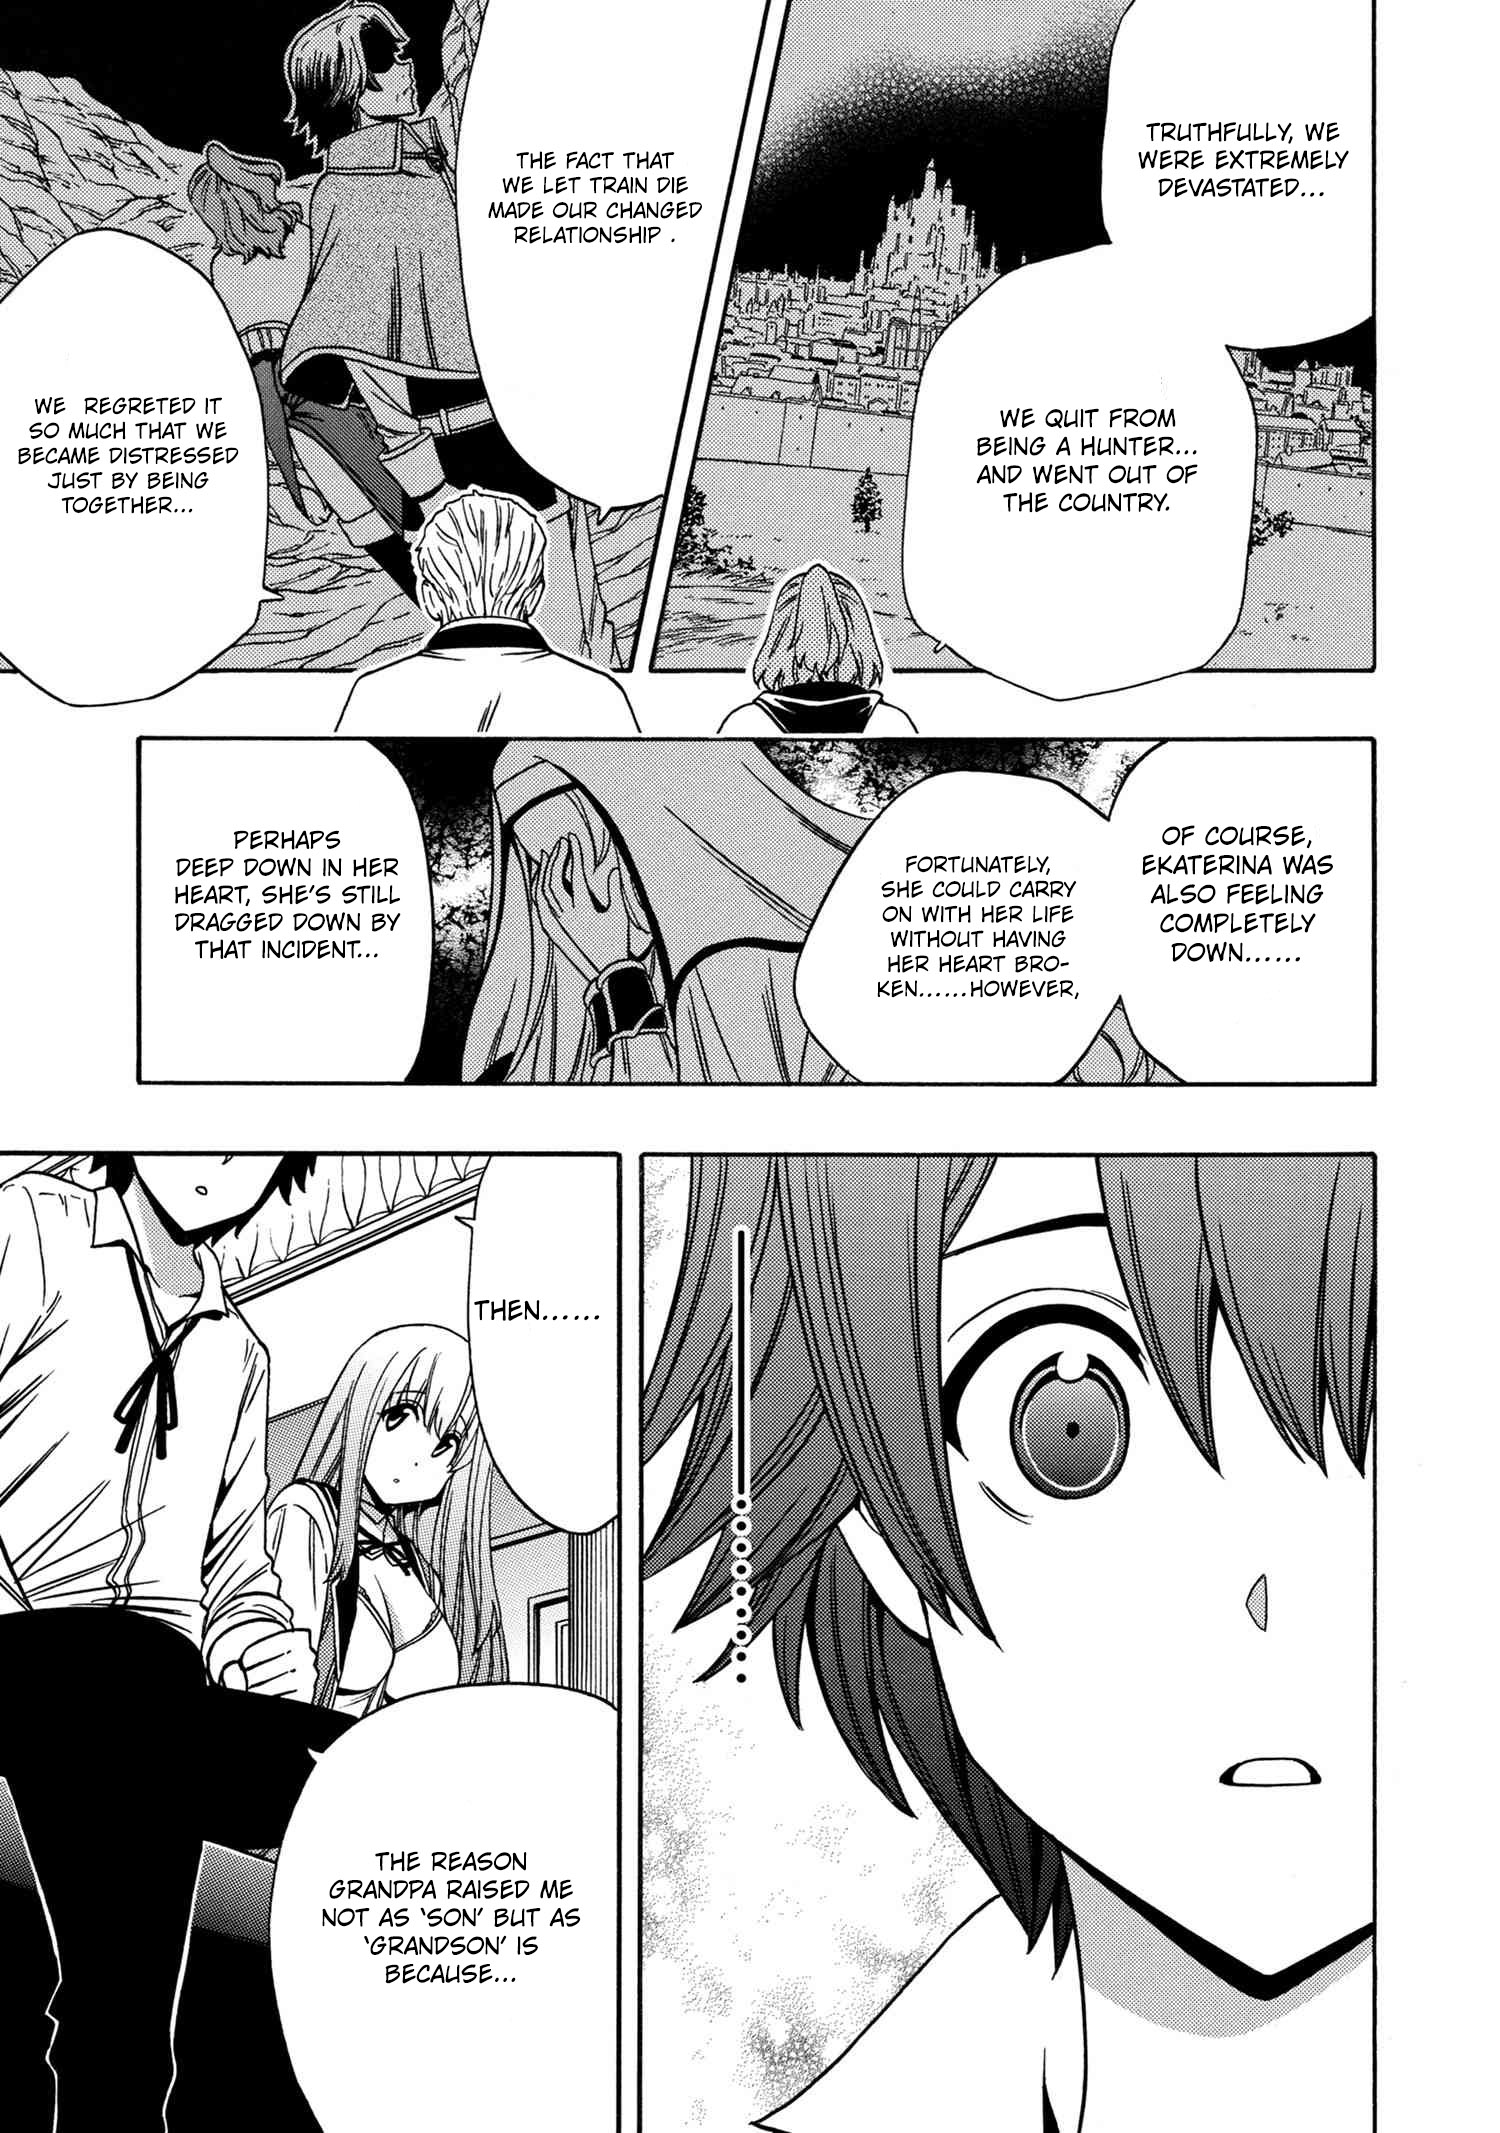 TRUTHFULLY, WE
WERE EXTREMELY
DEVASTATED...
WE QUIT FROM
BEING A HUNTER...
AND WENT OUT OF
THE COUNTRY.
THE FACT THAT
WE LET TRAIN DIE
MADE OUR CHANGED
RELATIONSHIP .
WE REGRETED IT
SO MUCH THAT WE
BECAME DISTRESSED
JUST BY BEING
TOGETHER...
OF COURSE,
EKATERINA WAS
ALSO FEELING
COMPLETELY
DOWN......
FORTUNATELY,
SHE COULD CARRY
ON WITH HER LIFE
WITHOUT HAVING
HER HEART BRO-
KEN......HOWEVER,
PERHAPS
DEEP DOWN IN HER
HEART, SHE'S STILL
DRAGGED DOWN BY
THAT INCIDENT...
THEN......
THE REASON
GRANDPA RAISED ME
NOT AS 'SON' BUT AS
'GRANDSON' IS
BECAUSE...